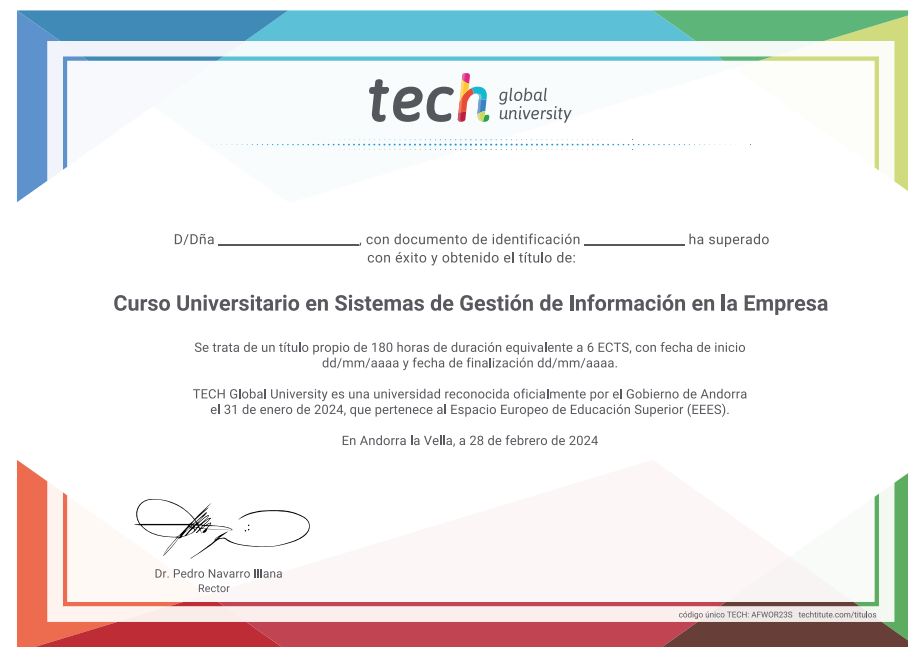 tech global university
D/Dña ____________________, con documento de identificación ______________ ha superado
con éxito y obtenido el título de:
Curso Universitario en Sistemas de Gestión de Información en la Empresa
Se trata de un título propio de 180 horas de duración equivalente a 6 ECTS, con fecha de inicio
dd/mm/aaaa y fecha de finalización dd/mm/aaaa.
TECH Global University es una universidad reconocida oficialmente por el Gobierno de Andorra
el 31 de enero de 2024, que pertenece al Espacio Europeo de Educación Superior (EEES).
En Andorra la Vella, a 28 de febrero de 2024
Dr. Pedro Navarro Illana
Rector
código único TECH: AFWOR23S techtitute.com/titulos